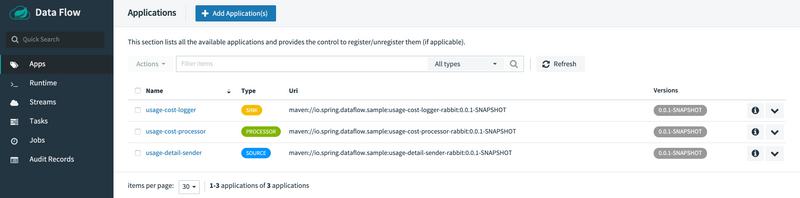 Data Flow
Quick Search
Apps
Runtime
Streams
Tasks
Jobs
Audit Records
Applications
+ Add Application(s)
This section lists all the available applications and provides the control to register/unregister them (if applicable).
Actions Filter items All types Refresh
Name Type Uri Versions
usage-cost-logger SINK maven://io.spring.dataflow.sample:usage-cost-logger-rabbit:0.0.1-SNAPSHOT 0.0.1-SNAPSHOT
usage-cost-processor PROCESSOR maven://io.spring.dataflow.sample:usage-cost-processor-rabbit:0.0.1-SNAPSHOT 0.0.1-SNAPSHOT
usage-detail-sender SOURCE maven://io.spring.dataflow.sample:usage-detail-sender-rabbit:0.0.1-SNAPSHOT 0.0.1-SNAPSHOT
items per page: 30 1-3 applications of 3 applications